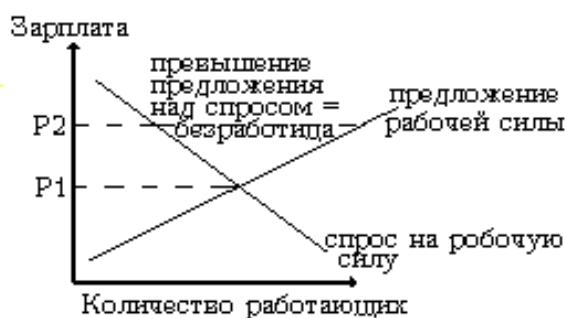 Зарплата
превышение
предложения
над спросом =
безработица
предложение
рабочей силы
P2
P1
спрос на робочую
силу
Количество работающих